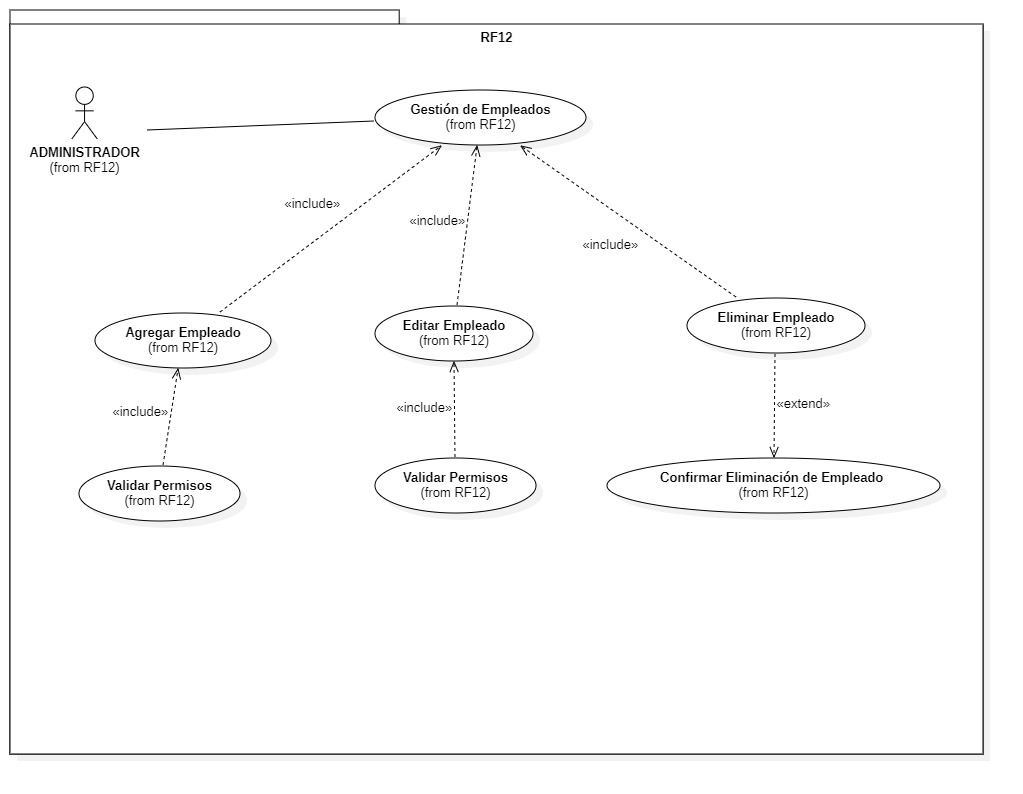 RF12
Gestión de Empleados
(from RF12)
ADMINISTRADOR
(from RF12)
«include»
«include»
«include»
Agregar Empleado
(from RF12)
Editar Empleado
(from RF12)
Eliminar Empleado
(from RF12)
«include»
«include»
«extend»
Validar Permisos
(from RF12)
Validar Permisos
(from RF12)
Confirmar Eliminación de Empleado
(from RF12)